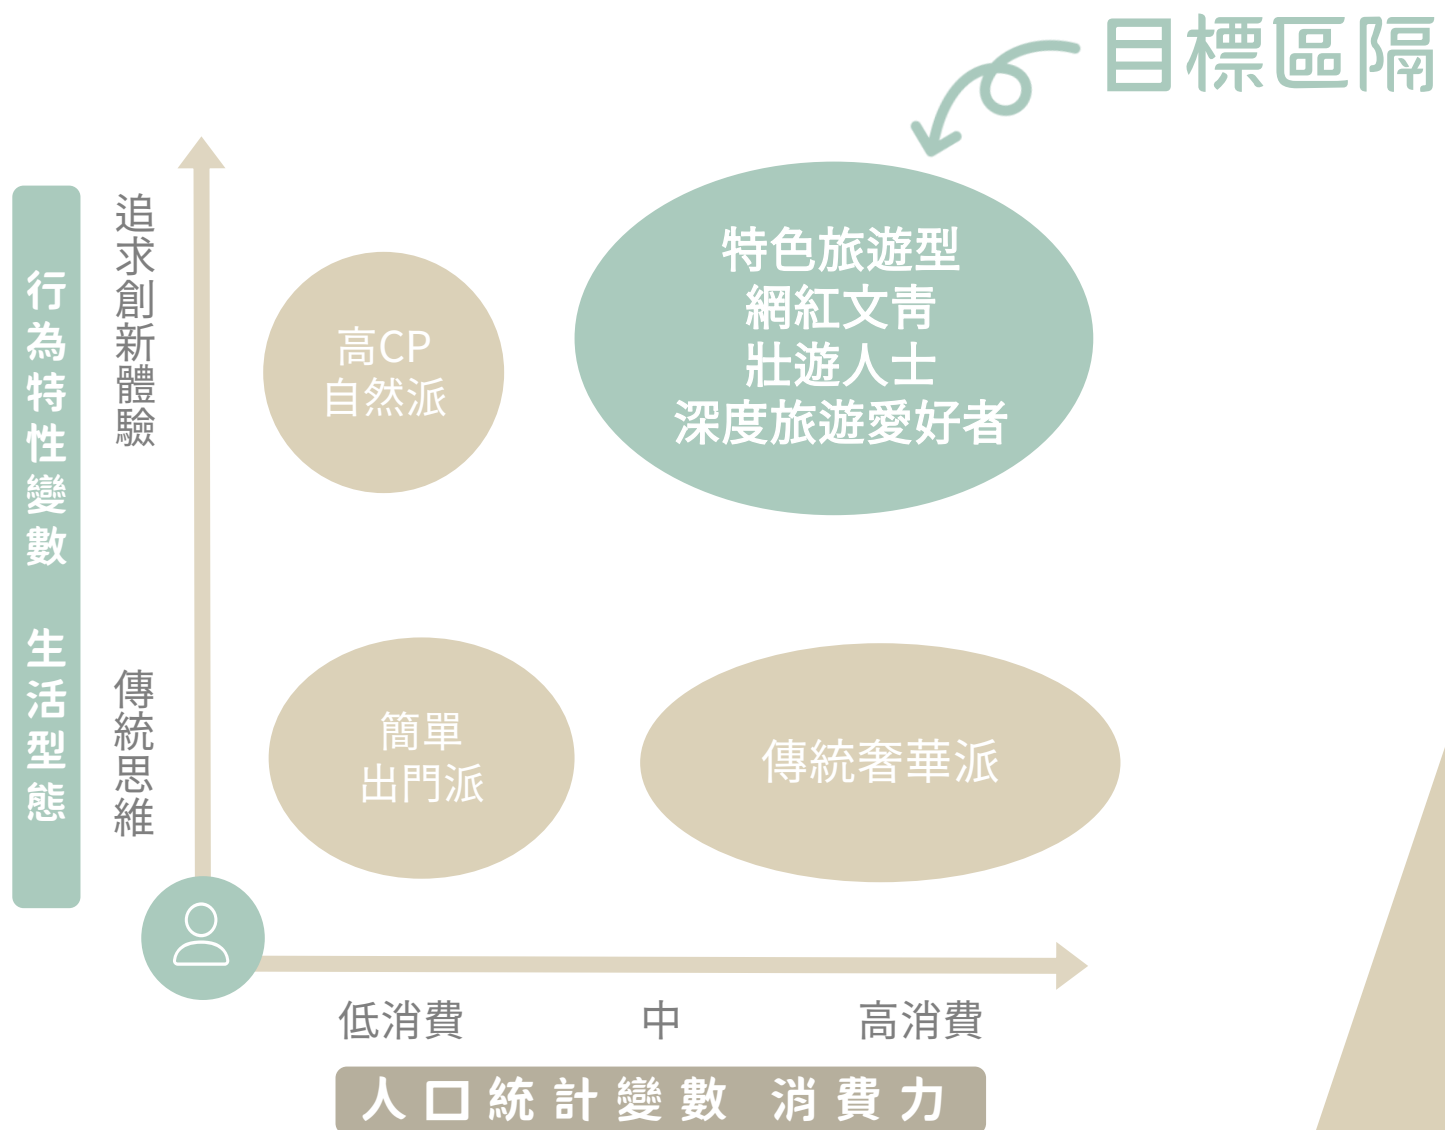 目標區隔
行為特性變數 生活型態
追求創新體驗
傳統思維
高CP
自然派
特色旅遊型
網紅文青
壯遊人士
深度旅遊愛好者
簡單
出門派
傳統奢華派
低消費
中
高消費
人口統計變數 消費力